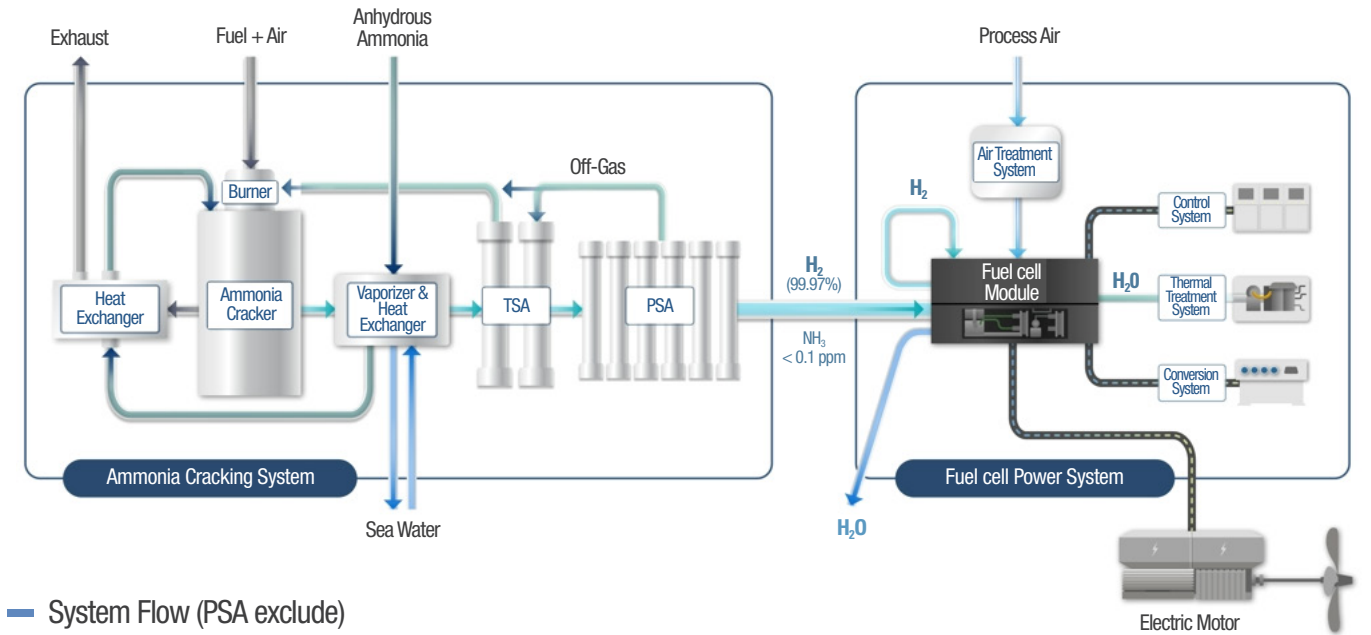 Exhaust
Fuel + Air
Anhydrous
Ammonia
Process Air
Off-Gas
Burner
Heat
Exchanger
Ammonia
Cracker
Vaporizer &
Heat
Exchanger
TSA
PSA
H₂
(99.97%)
NH₃
< 0.1 ppm
Air Treatment
System
H₂
Fuel cell
Module
H₂O
Control
System
Thermal
Treatment
System
Conversion
System
Ammonia Cracking System
Fuel cell Power System
Sea Water
H₂O
Electric Motor
System Flow (PSA exclude)